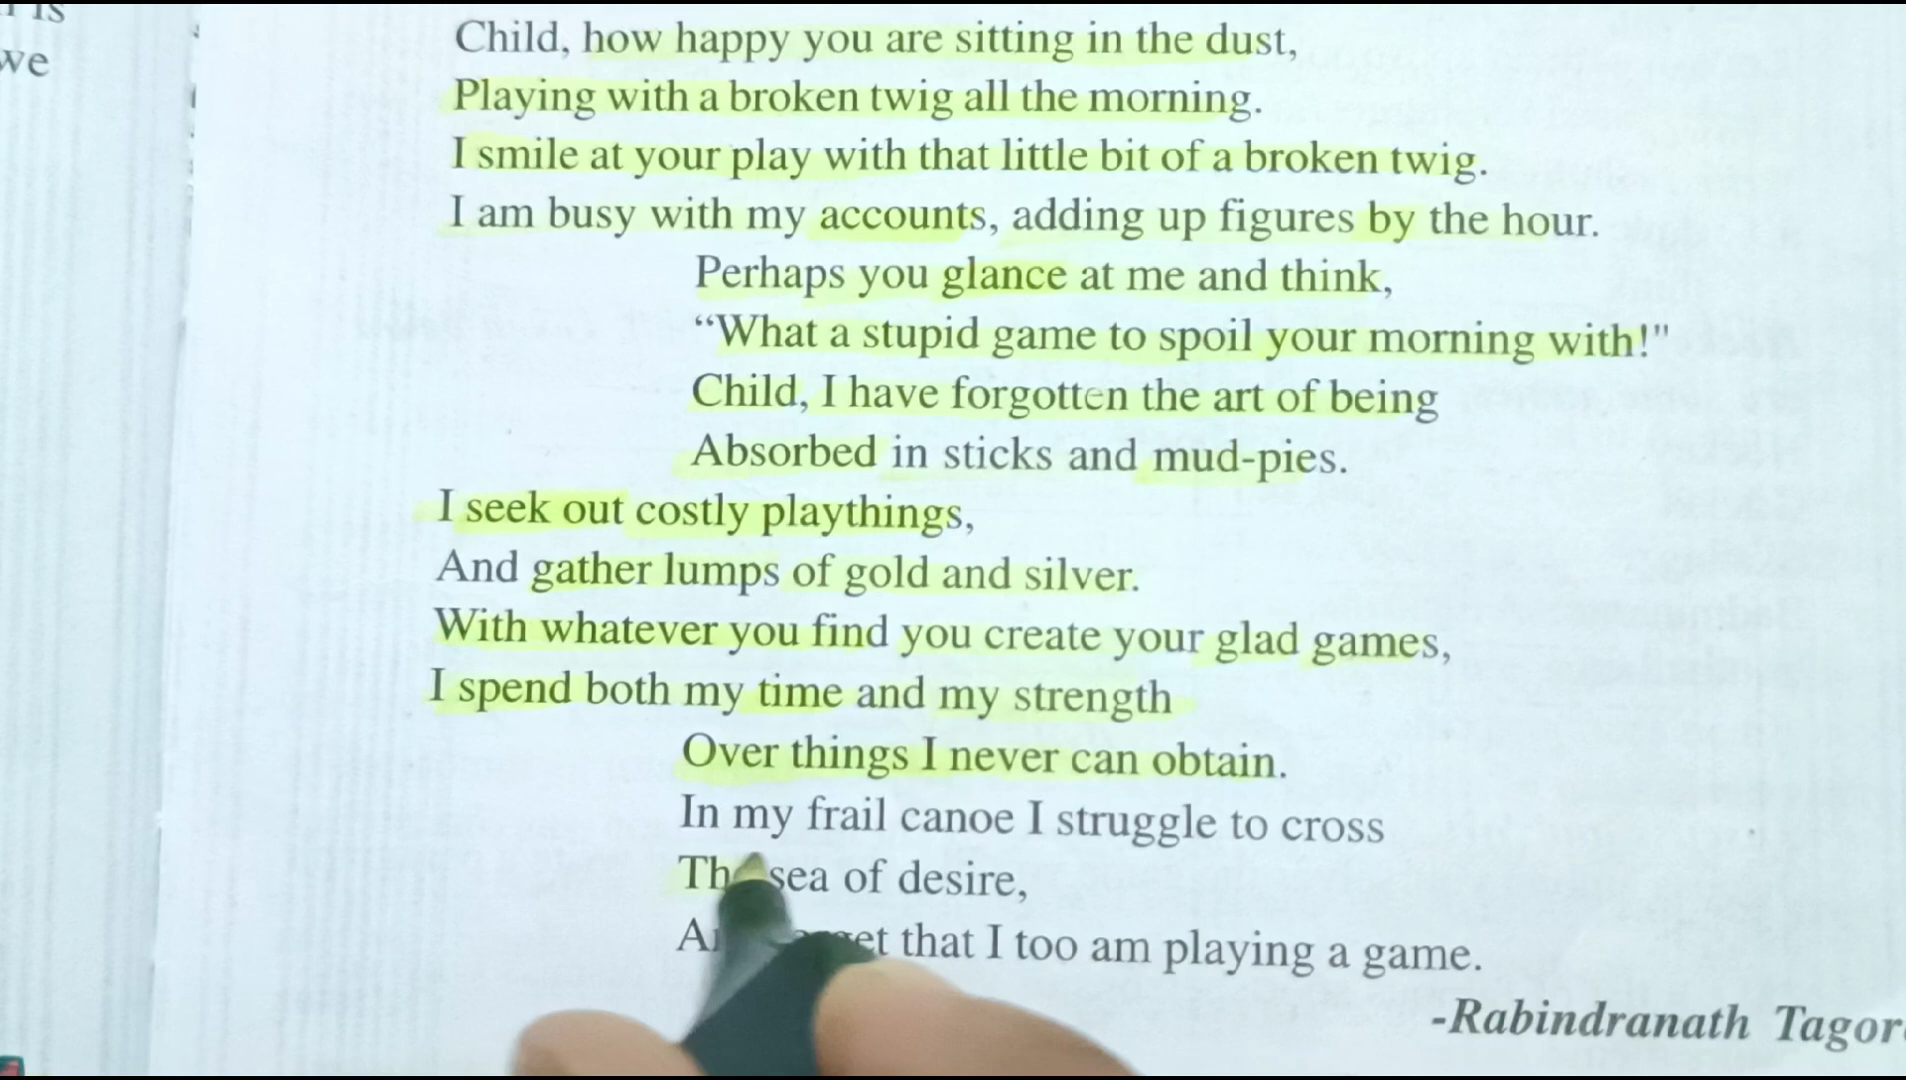 is
we
Child, how happy you are sitting in the dust,
Playing with a broken twig all the morning.
I smile at your play with that little bit of a broken twig.
I am busy with my accounts, adding up figures by the hour.
Perhaps you glance at me and think,
“What a stupid game to spoil your morning with!"
Child, I have forgotten the art of being
Absorbed in sticks and mud-pies.
I seek out costly playthings,
And gather lumps of gold and silver.
With whatever you find you create your glad games,
I spend both my time and my strength
Over things I never can obtain.
In my frail canoe I struggle to cross
sea of desire,
that I too am playing a game.
-Rabindranath Tagor